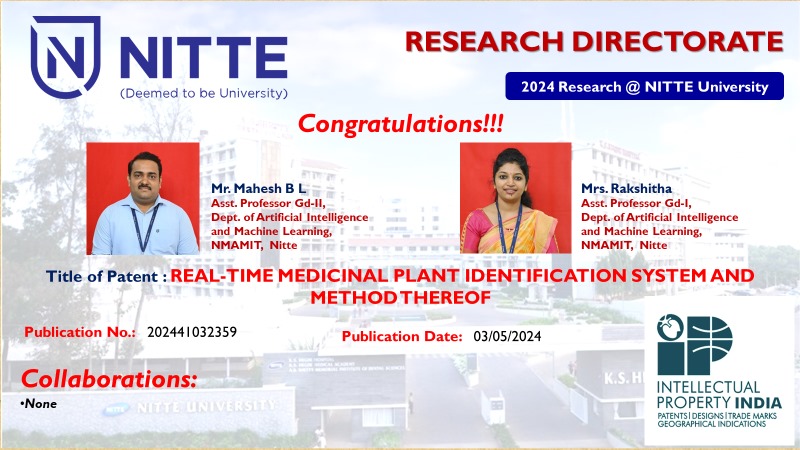 NITTE
(Deemed to be University)
RESEARCH DIRECTORATE
2024 Research @ NITTE University
Congratulations!!!
Mr. Mahesh B L
Asst. Professor Gd-II,
Dept. of Artificial Intelligence
and Machine Learning,
NMAMIT, Nitte
Mrs. Rakshitha
Asst. Professor Gd-I,
Dept. of Artificial Intelligence
and Machine Learning,
NMAMIT, Nitte
Title of Patent : REAL-TIME MEDICINAL PLANT IDENTIFICATION SYSTEM AND
METHOD THEREOF
Publication No.: 202441032359
Publication Date: 03/05/2024
Collaborations:
•None
NITTE UNIVERSITY
K.S. H
INTELLECTUAL
PROPERTY INDIA
PATENTS | DESIGNS | TRADE MARKS
GEOGRAPHICAL INDICATIONS